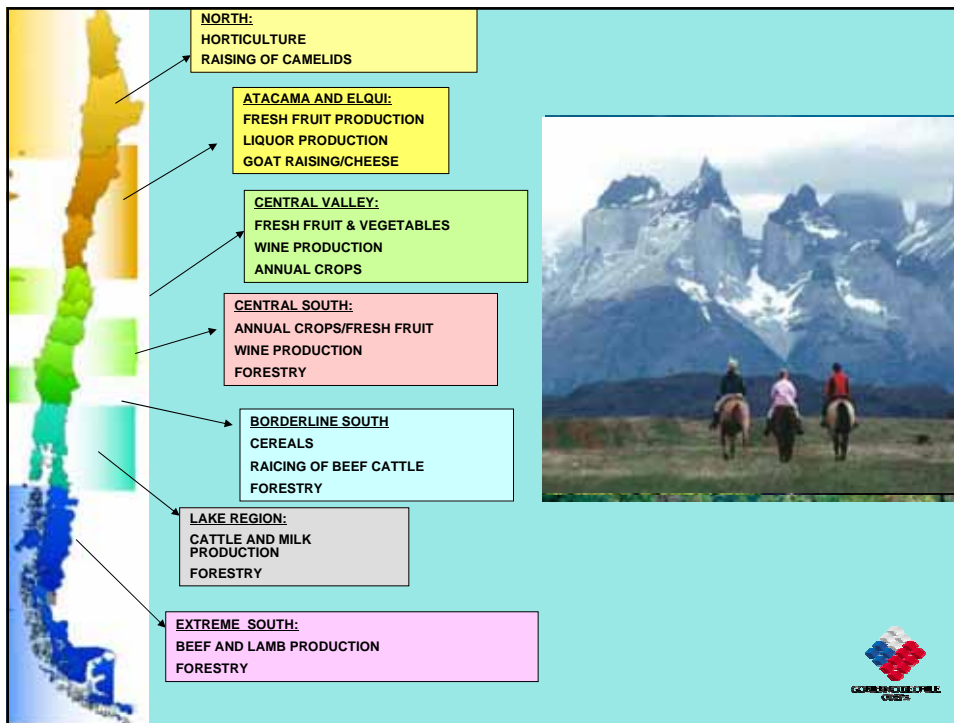 NORTH:
HORTICULTURE
RAISING OF CAMELIDS
ATACAMA AND ELQUI:
FRESH FRUIT PRODUCTION
LIQUOR PRODUCTION
GOAT RAISING/CHEESE
CENTRAL VALLEY:
FRESH FRUIT & VEGETABLES
WINE PRODUCTION
ANNUAL CROPS
CENTRAL SOUTH:
ANNUAL CROPS/FRESH FRUIT
WINE PRODUCTION
FORESTRY
BORDERLINE SOUTH
CEREALS
RAICING OF BEEF CATTLE
FORESTRY
LAKE REGION:
CATTLE AND MILK
PRODUCTION
FORESTRY
EXTREME SOUTH:
BEEF AND LAMB PRODUCTION
FORESTRY